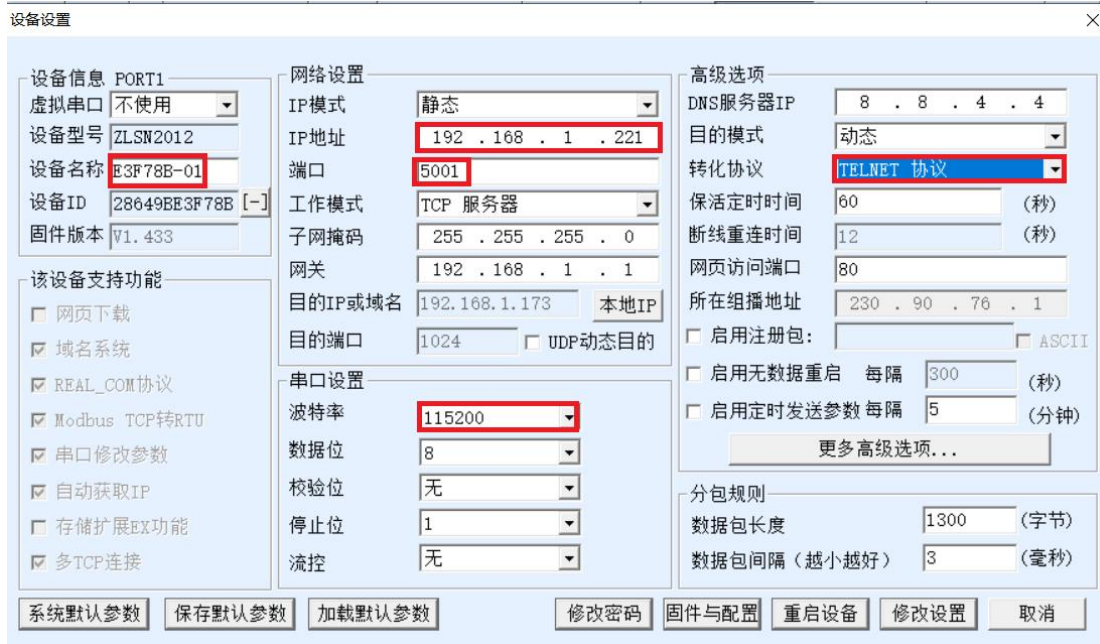 设备设置
设备信息 PORT1
虚拟串口 不使用
设备型号 ZLSN2012
设备名称 E3F78B-01
设备ID 28649BE3F78B [-]
固件版本 V1.433
该设备支持功能
网页下载
域名系统
REAL_COM协议
Modbus TCP转RTU
串口修改参数
自动获取IP
存储扩展EX功能
多TCP连接
网络设置
IP模式 静态
IP地址 192 .168 . 1 .221
端口 5001
工作模式 TCP 服务器
子网掩码 255 .255 .255 . 0
网关 192 .168 . 1 . 1
目的IP或域名 192.168.1.173 本地IP
目的端口 1024 UDP动态目的
串口设置
波特率 115200
数据位 8
校验位 无
停止位 1
流控 无
高级选项
DNS服务器IP 8 . 8 . 4 . 4
目的模式 动态
转化协议 TELNET 协议
保活定时时间 60 (秒)
断线重连时间 12 (秒)
网页访问端口 80
所在组播地址 230 . 90 . 76 . 1
启用注册包: ASCII
启用无数据重启 每隔 300 (秒)
启用定时发送参数 每隔 5 (分钟)
更多高级选项...
分包规则
数据包长度 1300 (字节)
数据包间隔（越小越好） 3 (毫秒)
系统默认参数 保存默认参数 加载默认参数 修改密码 固件与配置 重启设备 修改设置 取消